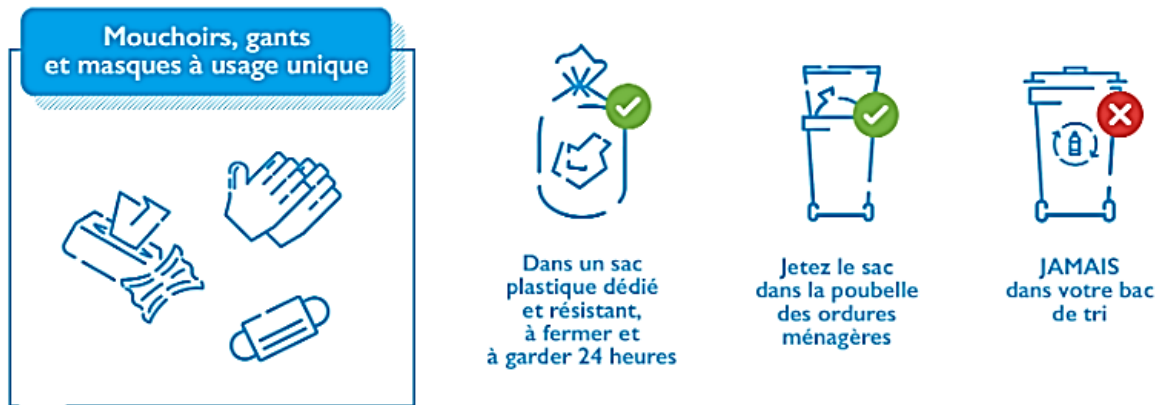 Mouchoirs, gants
et masques à usage unique
Dans un sac
plastique dédié
et résistant,
à fermer et
à garder 24 heures
Jetez le sac
dans la poubelle
des ordures
ménagères
JAMAIS
dans votre bac
de tri